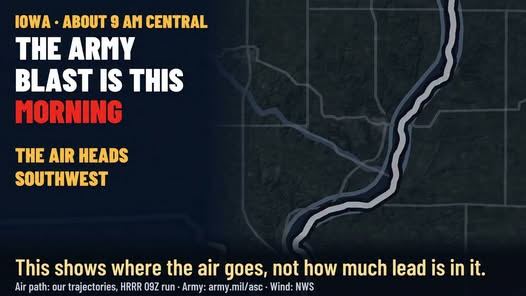 IOWA · ABOUT 9 AM CENTRAL
THE ARMY
BLAST IS THIS
MORNING
THE AIR HEADS
SOUTHWEST
This shows where the air goes, not how much lead is in it.
Air path: our trajectories, HRRR 09Z run · Army: army.mil/asc · Wind: NWS